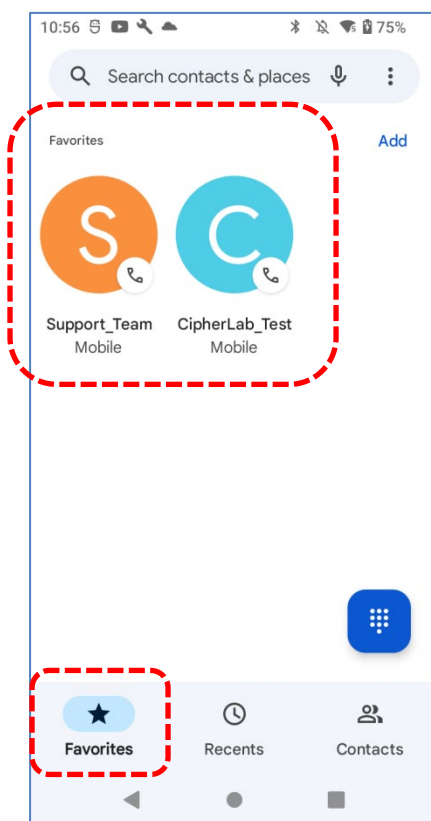 10:56 75%
Search contacts & places
Favorites Add
S C
Support_Team CipherLab_Test
Mobile Mobile
Favorites Recents Contacts